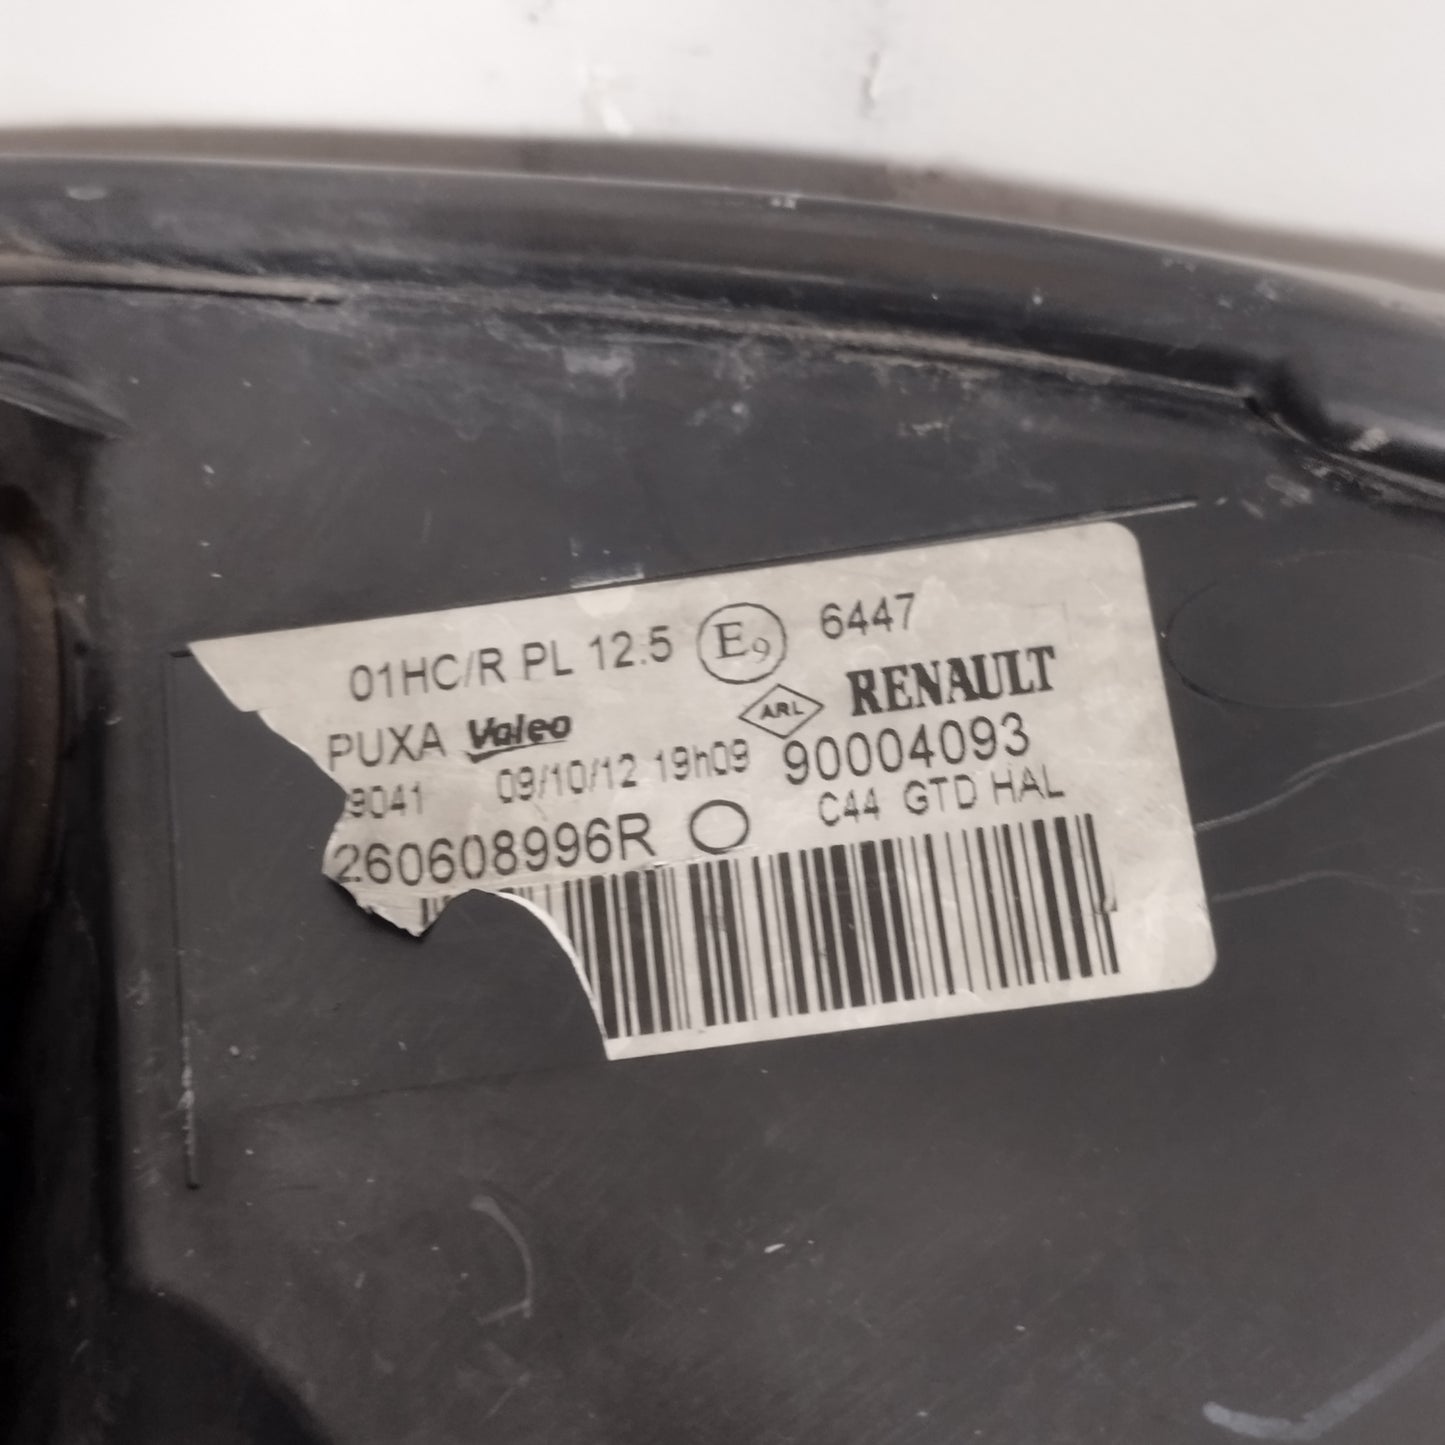 01HC/R PL 12.5 E9 6447
PUXA Valeo ARL RENAULT
9041 09/10/12 19h09 90004093
260608996R C44 GTD HAL